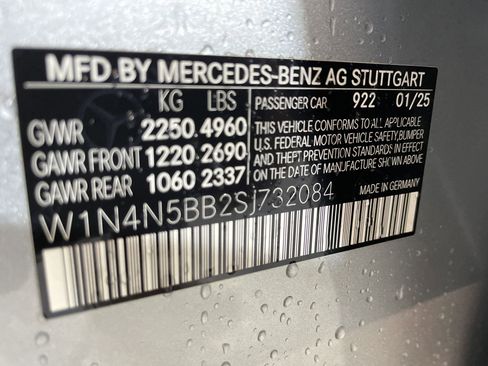 MFD BY MERCEDES-BENZ AG STUTTGART
KG LBS PASSENGER CAR 922 01/25
GVWR 2250 4960
GAWR FRONT 1220 2690
GAWR REAR 1060 2337
THIS VEHICLE CONFORMS TO ALL APPLICABLE
U.S. FEDERAL MOTOR VEHICLE SAFETY, BUMPER
AND THEFT PREVENTION STANDARDS IN EFFECT
ON THE DATE OF MANUFACTURE SHOWN ABOVE
W1N4N5BB2SJ732084 MADE IN GERMANY